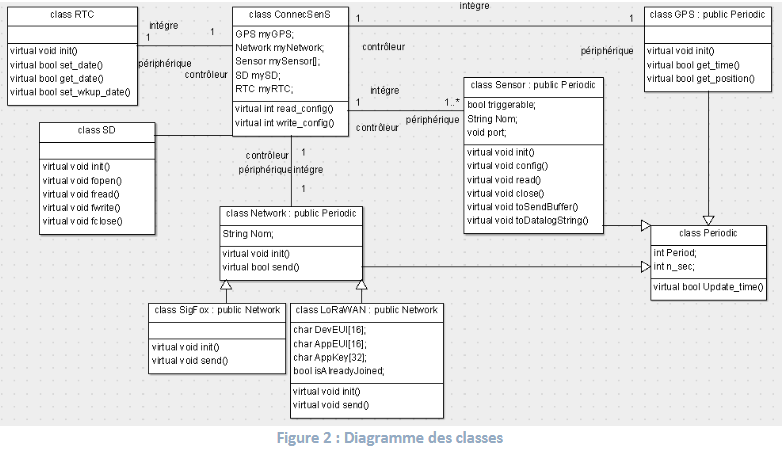 class RTC
virtual void init()
virtual bool set_date()
virtual bool get_date()
virtual bool set_wkup_date()
intègre
1
1
périphérique
contrôleur
class ConnecSenS
GPS myGPS;
Network myNetwork;
Sensor mySensor[];
SD mySD;
RTC myRTC;
virtual int read_config()
virtual int write_config()
intègre
1
1
contrôleur
périphérique
class GPS : public Periodic
virtual void init()
virtual bool get_time()
virtual bool get_position()
intègre
1
1..*
contrôleur
périphérique
class Sensor : public Periodic
bool triggerable;
String Nom;
void port;
virtual void init()
virtual void config()
virtual void read()
virtual void close()
virtual void toSendBuffer()
virtual void toDatalogString()
class SD
virtual void init()
virtual void fopen()
virtual void fread()
virtual void fwrite()
virtual void fclose()
contrôleur
1
périphérique
intègre
1
class Network : public Periodic
String Nom;
virtual void init()
virtual bool send()
class Periodic
int Period;
int n_sec;
virtual bool Update_time()
class SigFox : public Network
virtual void init()
virtual void send()
class LoRaWAN : public Network
char DevEUI[16];
char AppEUI[16];
char AppKey[32];
bool isAlreadyJoined;
virtual void init()
virtual void send()
Figure 2 : Diagramme des classes